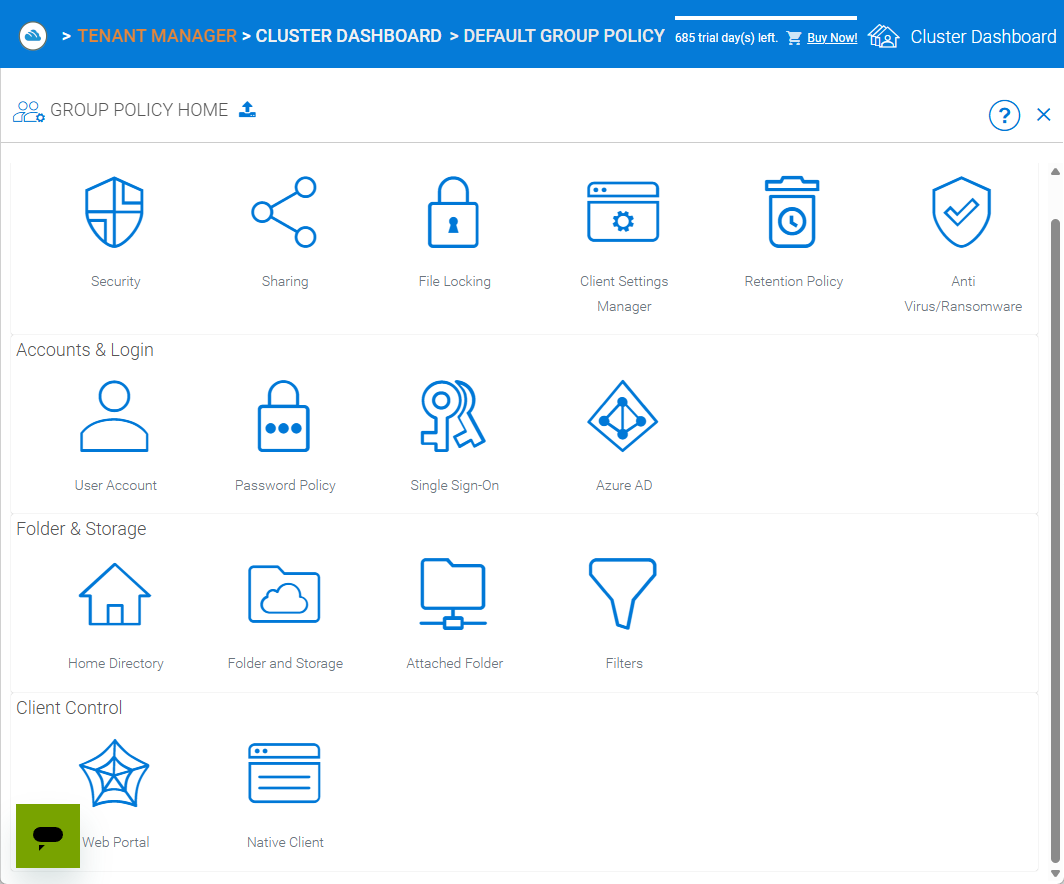 > TENANT MANAGER > CLUSTER DASHBOARD > DEFAULT GROUP POLICY 685 trial day(s) left. Buy Now! Cluster Dashboard
GROUP POLICY HOME ?
Security Sharing File Locking Client Settings Manager Retention Policy Anti Virus/Ransomware
Accounts & Login
User Account Password Policy Single Sign-On Azure AD
Folder & Storage
Home Directory Folder and Storage Attached Folder Filters
Client Control
Web Portal Native Client